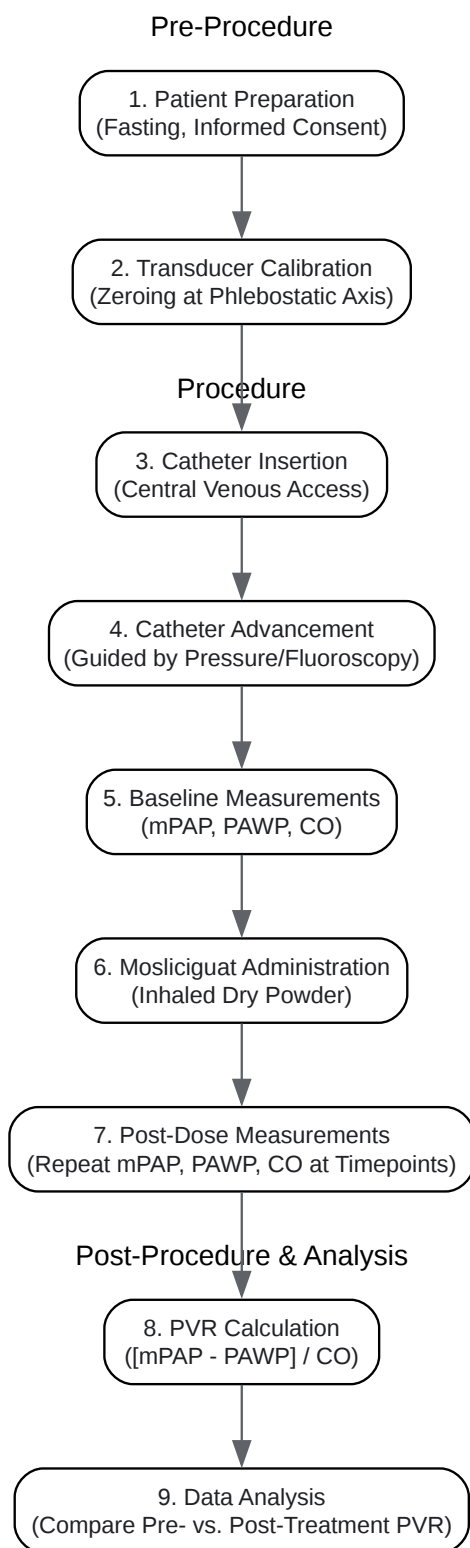 Pre-Procedure
1. Patient Preparation
(Fasting, Informed Consent)
2. Transducer Calibration
(Zeroing at Phlebostatic Axis)
Procedure
3. Catheter Insertion
(Central Venous Access)
4. Catheter Advancement
(Guided by Pressure/Fluoroscopy)
5. Baseline Measurements
(mPAP, PAWP, CO)
6. Mosliciguat Administration
(Inhaled Dry Powder)
7. Post-Dose Measurements
(Repeat mPAP, PAWP, CO at Timepoints)
Post-Procedure & Analysis
8. PVR Calculation
([mPAP - PAWP] / CO)
9. Data Analysis
(Compare Pre- vs. Post-Treatment PVR)